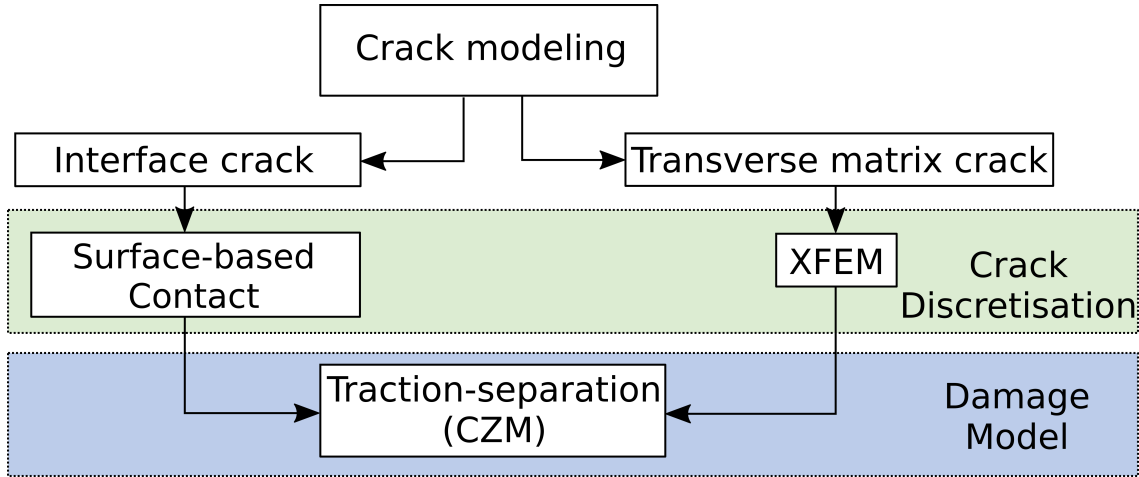 Crack modeling
Interface crack
Transverse matrix crack
Surface-based
Contact
XFEM
Crack
Discretisation
Traction-separation
(CZM)
Damage
Model